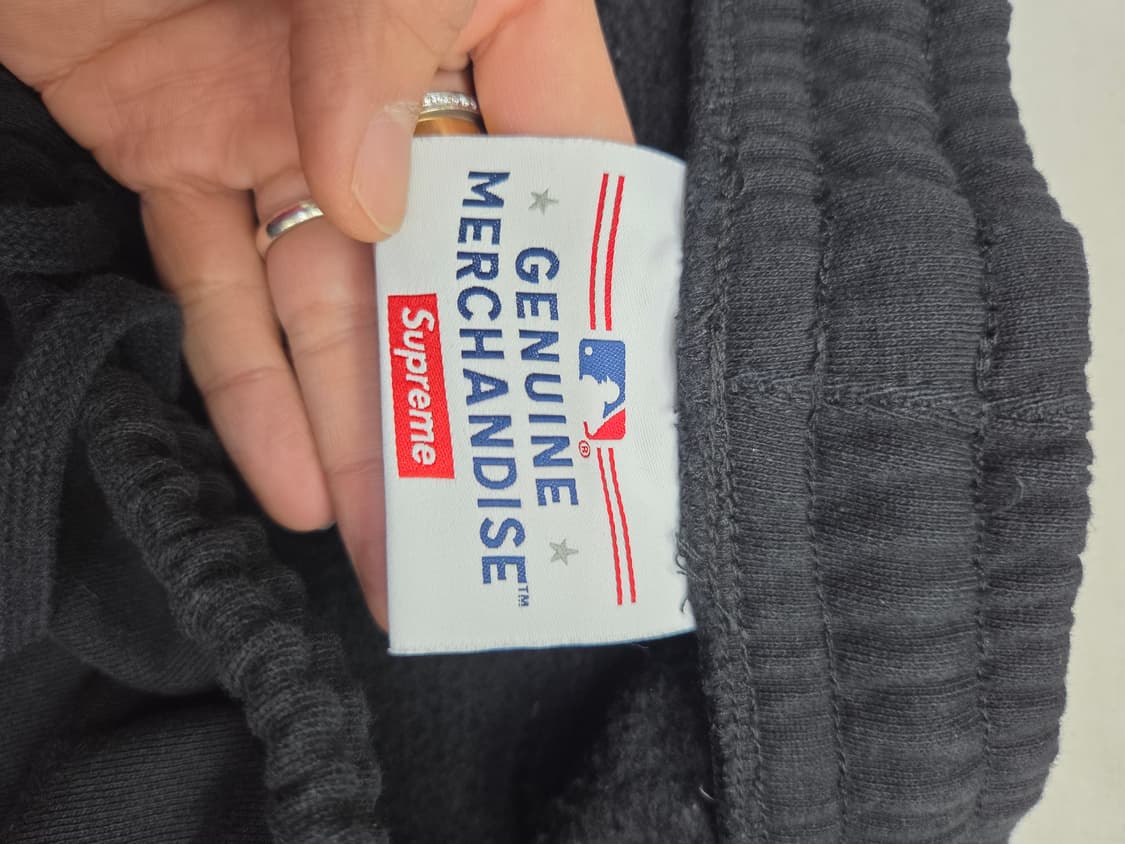 ®
GENUINE
MERCHANDISE™
Supreme